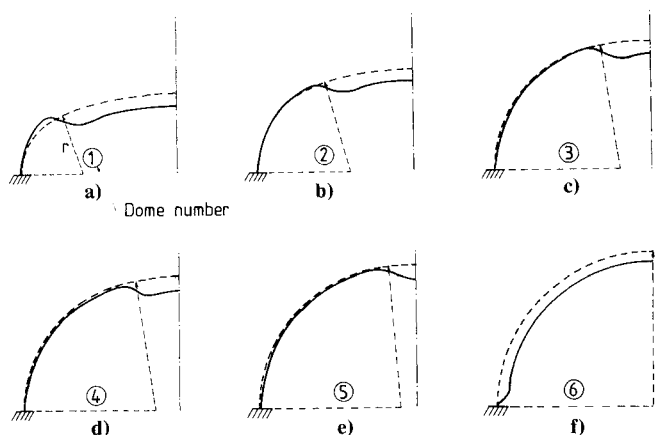 r
①
a)
②
b)
③
c)
Dome number
④
d)
⑤
e)
⑥
f)